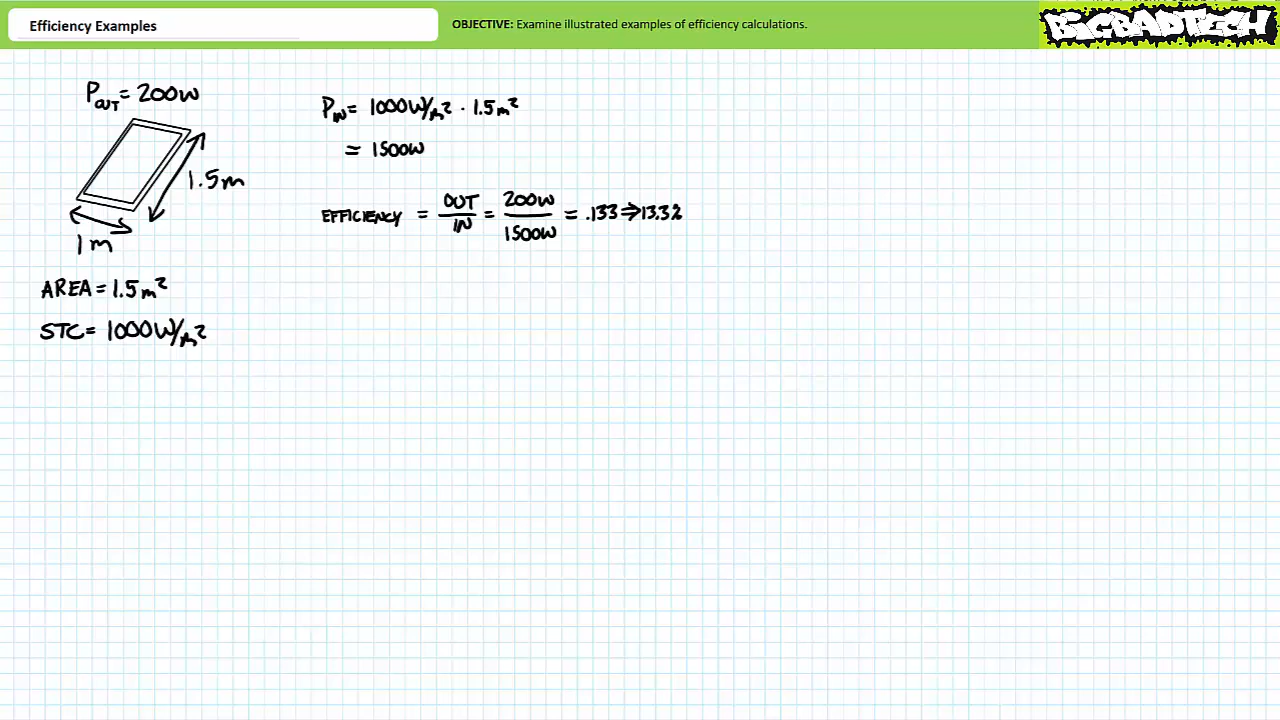 Efficiency Examples
OBJECTIVE: Examine illustrated examples of efficiency calculations.
BIGBADTECH
POUT = 200W
1.5m
1m
AREA = 1.5m²
STC = 1000W/m²
PIN = 1000W/m² · 1.5m²
= 1500W
EFFICIENCY = OUT/IN = 200W/1500W = .133 ⇒ 13.3%